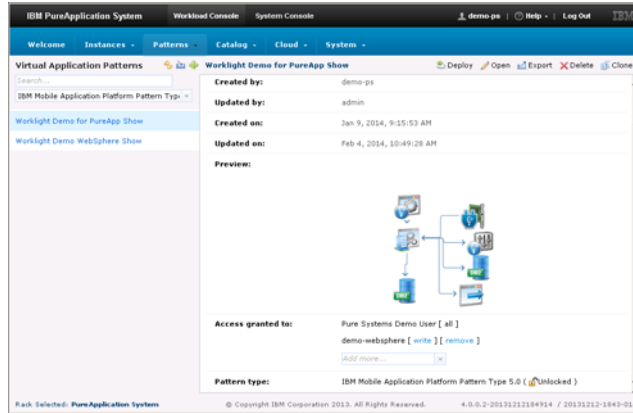 IBM PureApplication System Workload Console System Console demo-ps | Help | Log Out IBM
Welcome Instances Patterns Catalog Cloud System
Virtual Application Patterns Worklight Demo for PureApp Show Deploy Open Export Delete Clone
Search...
IBM Mobile Application Platform Pattern Typ
Worklight Demo for PureApp Show
Worklight Demo WebSphere Show
Created by: demo-ps
Updated by: admin
Created on: Jan 9, 2014, 9:15:53 AM
Updated on: Feb 4, 2014, 10:49:28 AM
Preview:
Access granted to: Pure Systems Demo User [ all ]
demo-websphere [ write ] [ remove ]
Add more...
Pattern type: IBM Mobile Application Platform Pattern Type 5.0 ( Unlocked )
Rack Selected: PureApplication System © Copyright IBM Corporation 2013. All Rights Reserved. 4.0.0.2-20131212184914 / 20131212-1843-01